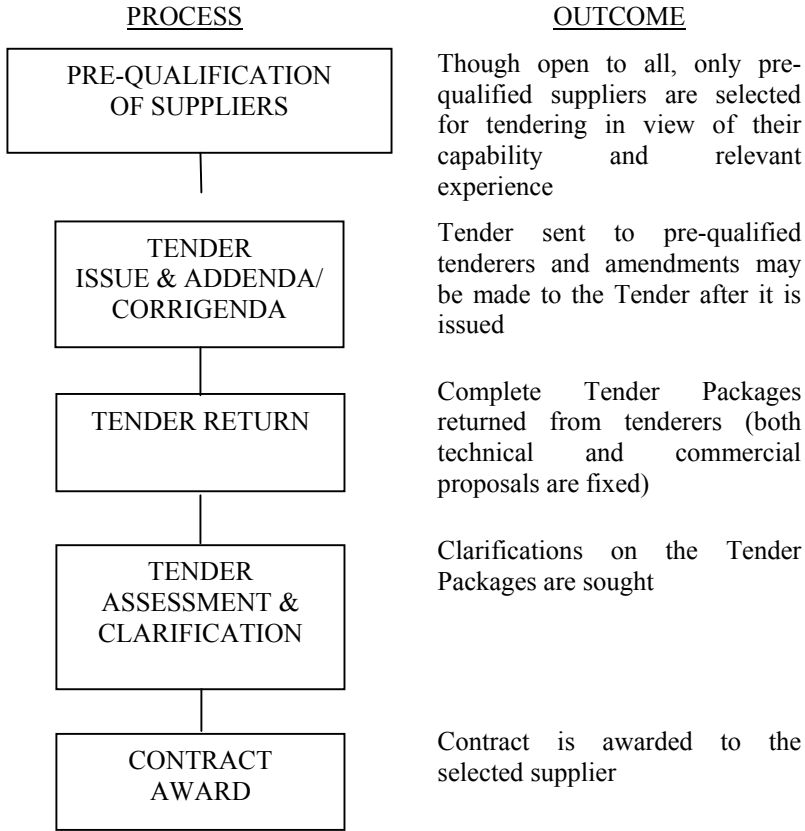 PROCESS
OUTCOME
PRE-QUALIFICATION
OF SUPPLIERS
Though open to all, only pre-
qualified suppliers are selected
for tendering in view of their
capability and relevant
experience
TENDER
ISSUE & ADDENDA/
CORRIGENDA
Tender sent to pre-qualified
tenderers and amendments may
be made to the Tender after it is
issued
TENDER RETURN
Complete Tender Packages
returned from tenderers (both
technical and commercial
proposals are fixed)
TENDER
ASSESSMENT &
CLARIFICATION
Clarifications on the Tender
Packages are sought
CONTRACT
AWARD
Contract is awarded to the
selected supplier